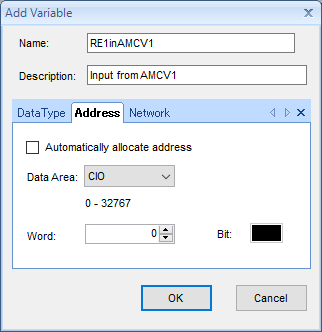 Add Variable
Name: RE1inAMCV1
Description: Input from AMCV1
DataType Address Network
Automatically allocate address
Data Area: CIO
0 - 32767
Word: 0 Bit:
OK Cancel